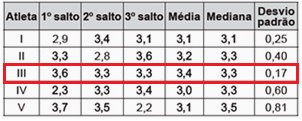 Atleta 1º salto 2º salto 3º salto Média Mediana Desvio padrão
I 2,9 3,4 3,1 3,1 3,1 0,25
II 3,3 2,8 3,6 3,2 3,3 0,40
III 3,6 3,3 3,3 3,4 3,3 0,17
IV 2,3 3,3 3,4 3,0 3,3 0,60
V 3,7 3,5 2,2 3,1 3,5 0,81